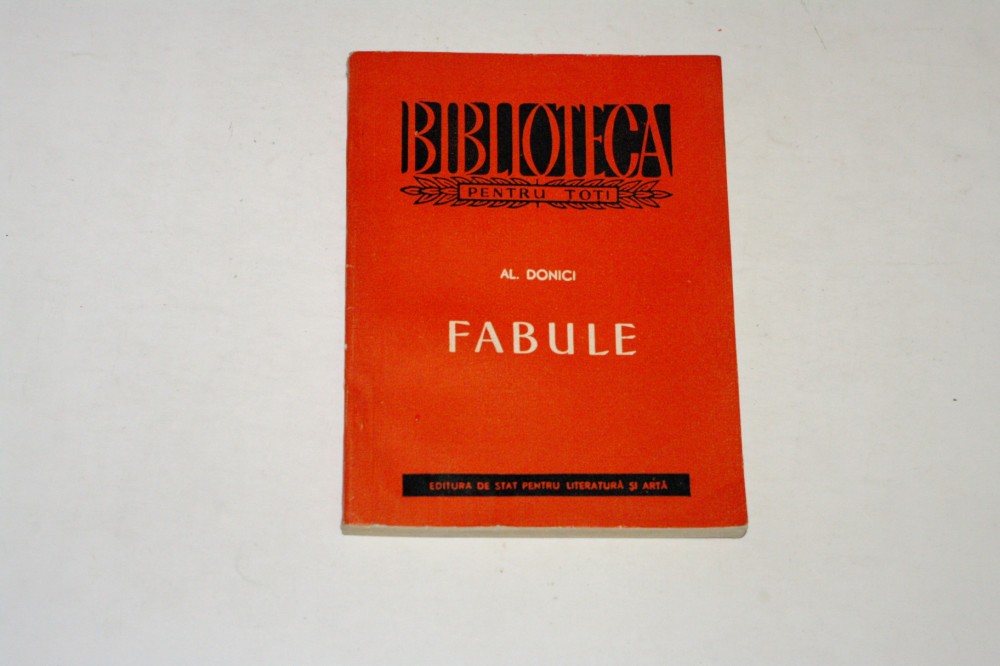 BIBLIOTECA
PENTRU TOȚI
AL. DONICI
FABULE
EDITURA DE STAT PENTRU LITERATURĂ ȘI ARTĂ